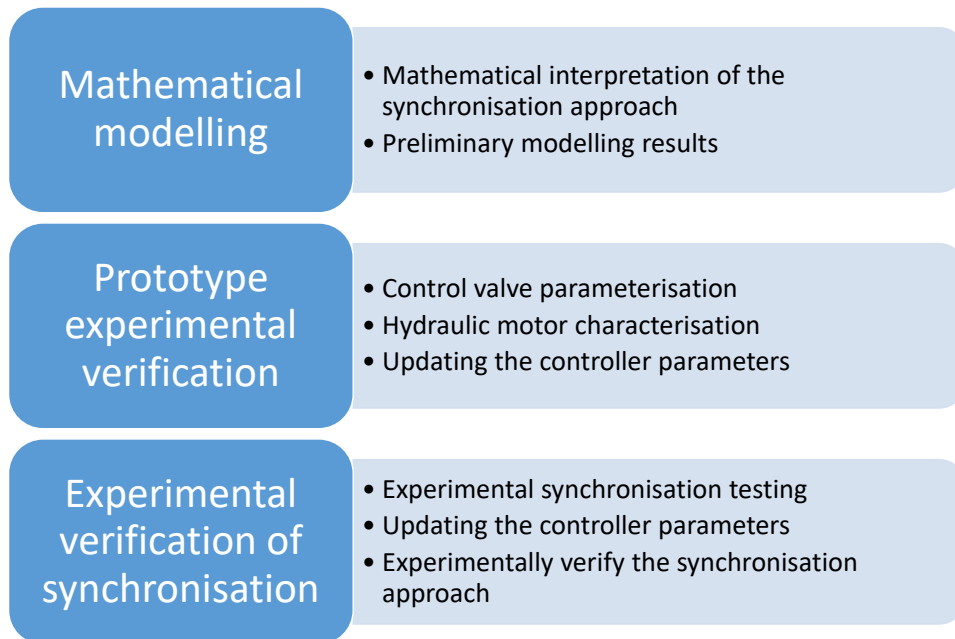 Mathematical
modelling
• Mathematical interpretation of the
synchronisation approach
• Preliminary modelling results
Prototype
experimental
verification
• Control valve parameterisation
• Hydraulic motor characterisation
• Updating the controller parameters
Experimental
verification of
synchronisation
• Experimental synchronisation testing
• Updating the controller parameters
• Experimentally verify the synchronisation
approach